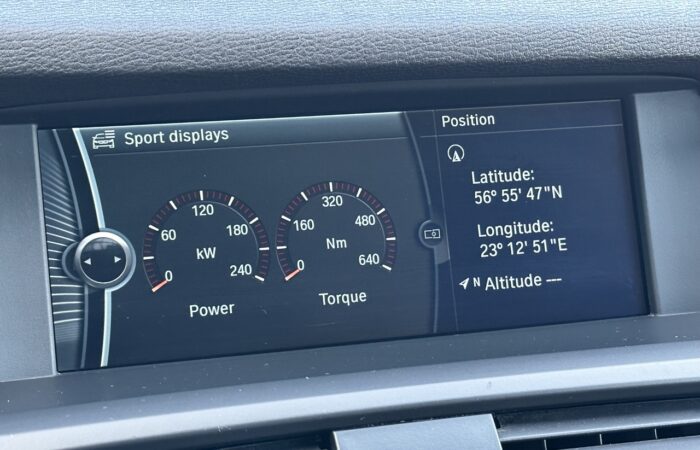 Sport displays
120
60
180
kW
0
240
Power
320
160
480
Nm
0
640
Torque
Position
Latitude:
56° 55' 47"N
Longitude:
23° 12' 51"E
N Altitude ---